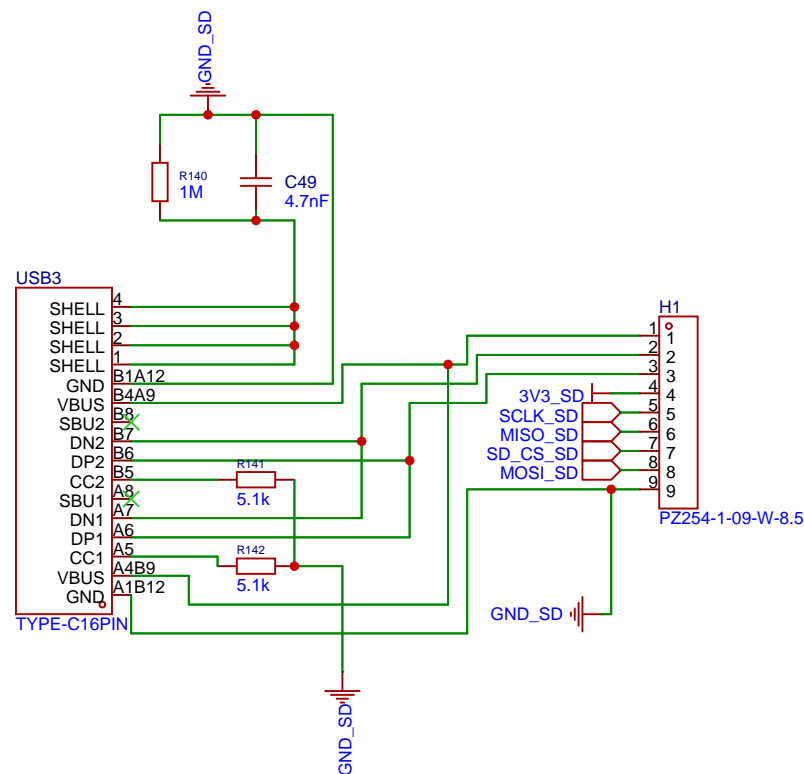 GND_SD
R140
1M
C49
4.7nF
USB3
SHELL 4
SHELL 3
SHELL 2
SHELL 1
GND B1A12
VBUS B4A9
SBU2 B8
DN2 B7
DP2 B6
CC2 B5
SBU1 A8
DN1 A7
DP1 A6
CC1 A5
VBUS A4B9
GND A1B12
TYPE-C16PIN
R141
5.1k
R142
5.1k
GND_SD
H1
1 1
2 2
3 3
3V3_SD 4 4
SCLK_SD 5 5
MISO_SD 6 6
SD_CS_SD 7 7
MOSI_SD 8 8
9 9
PZ254-1-09-W-8.5
GND_SD